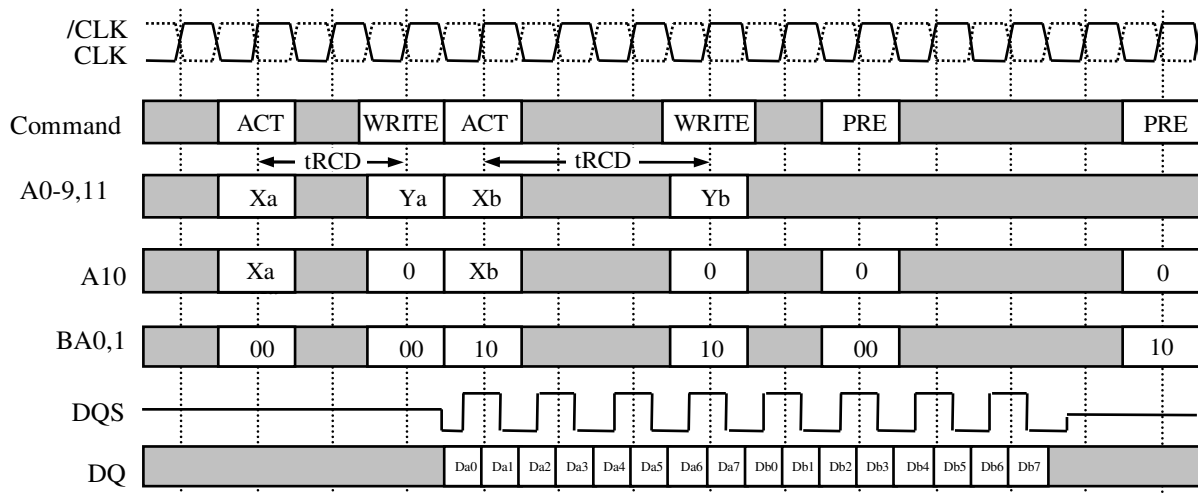 /CLK
CLK
Command ACT WRITE ACT WRITE PRE PRE
tRCD tRCD
A0-9,11 Xa Ya Xb Yb
A10 Xa 0 Xb 0 0 0
BA0,1 00 00 10 10 00 10
DQS
DQ Da0 Da1 Da2 Da3 Da4 Da5 Da6 Da7 Db0 Db1 Db2 Db3 Db4 Db5 Db6 Db7